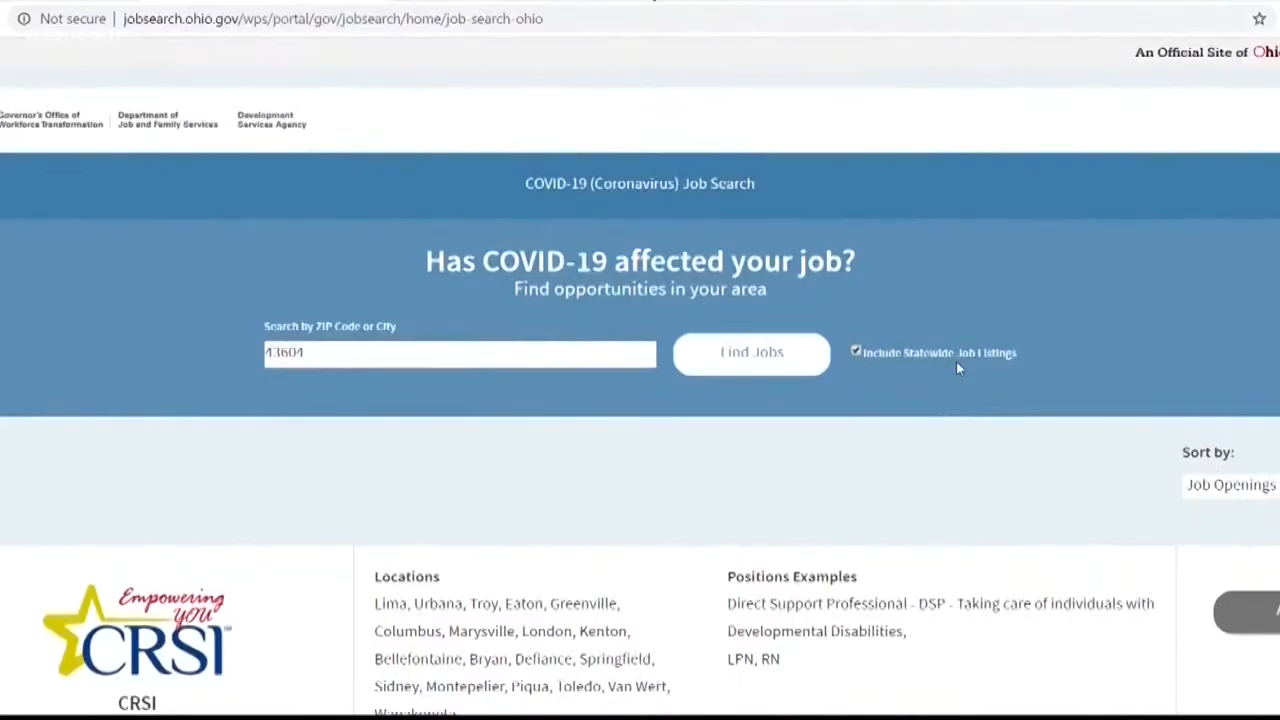 Not secure | jobsearch.ohio.gov/wps/portal/gov/jobsearch/home/job-search-ohio
An Official Site of Ohi
Governor's Office of
Workforce Transformation
Department of
Job and Family Services
Development
Services Agency
COVID-19 (Coronavirus) Job Search
Has COVID-19 affected your job?
Find opportunities in your area
Search by ZIP Code or City
43604
Find Jobs
Include Statewide Job Listings
Sort by:
Job Openings
Empowering
YOU
CRSI
CRSI
Locations
Lima, Urbana, Troy, Eaton, Greenville,
Columbus, Marysville, London, Kenton,
Bellefontaine, Bryan, Defiance, Springfield,
Sidney, Montepelier, Piqua, Toledo, Van Wert,
Positions Examples
Direct Support Professional - DSP - Taking care of individuals with
Developmental Disabilities,
LPN, RN